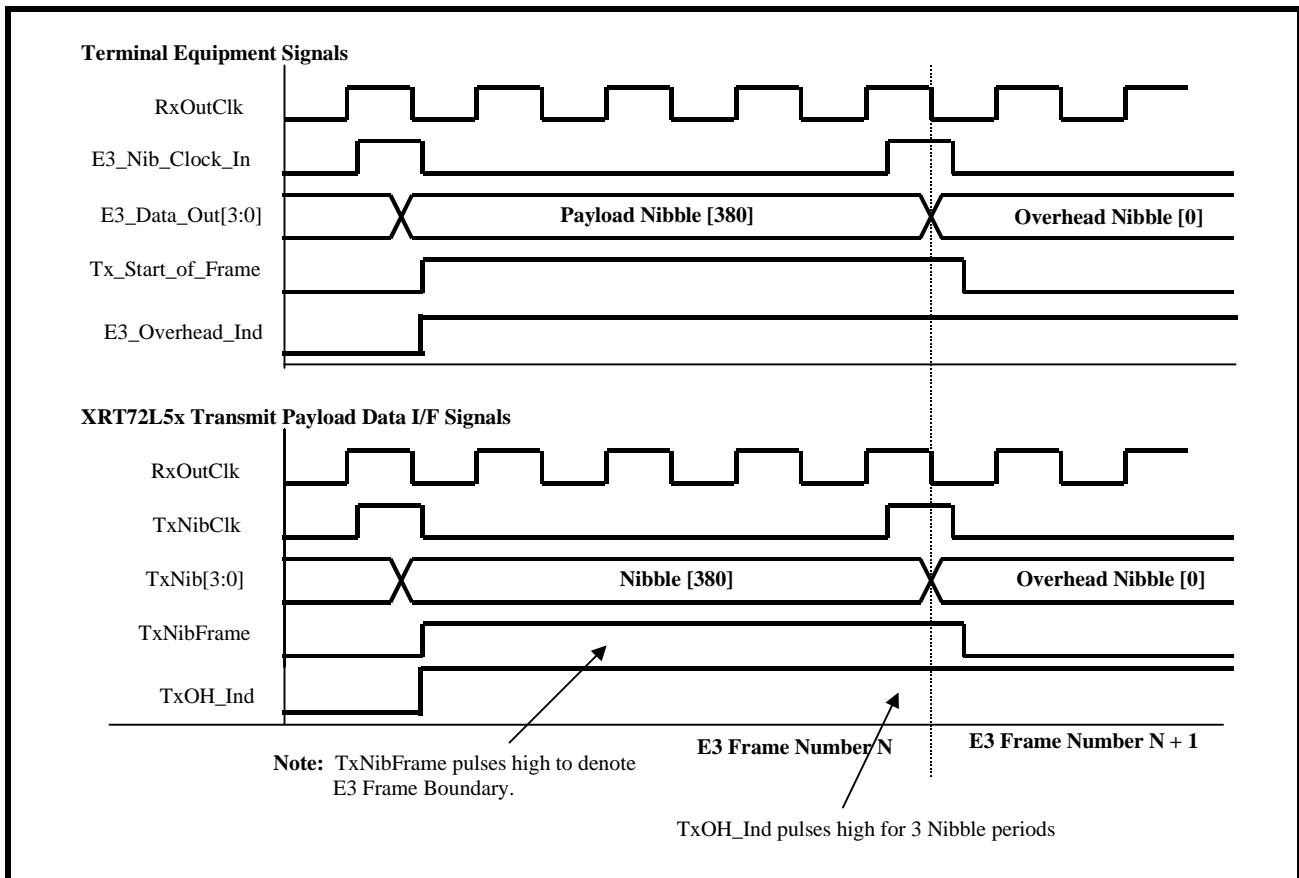 Terminal Equipment Signals
RxOutClk
E3_Nib_Clock_In
E3_Data_Out[3:0]
Payload Nibble [380]
Overhead Nibble [0]
Tx_Start_of_Frame
E3_Overhead_Ind
XRT72L5x Transmit Payload Data I/F Signals
RxOutClk
TxNibClk
TxNib[3:0]
Nibble [380]
Overhead Nibble [0]
TxNibFrame
TxOH_Ind
E3 Frame Number N
E3 Frame Number N + 1
Note: TxNibFrame pulses high to denote
E3 Frame Boundary.
TxOH_Ind pulses high for 3 Nibble periods